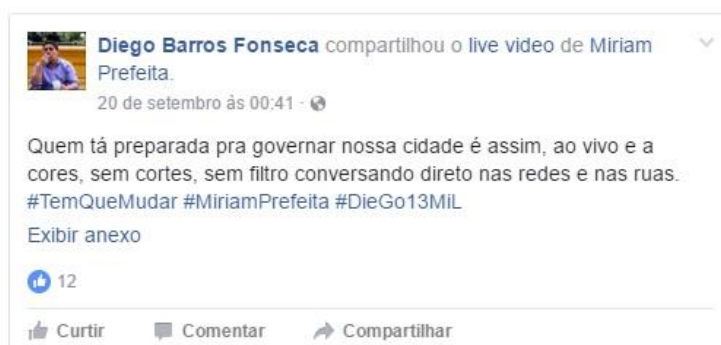 Diego Barros Fonseca compartilhou o live video de Miriam
Prefeita.
20 de setembro às 00:41 ·
Quem tá preparada pra governar nossa cidade é assim, ao vivo e a
cores, sem cortes, sem filtro conversando direto nas redes e nas ruas.
#TemQueMudar #MiriamPrefeita #DieGo13MiL
Exibir anexo
12
Curtir Comentar Compartilhar